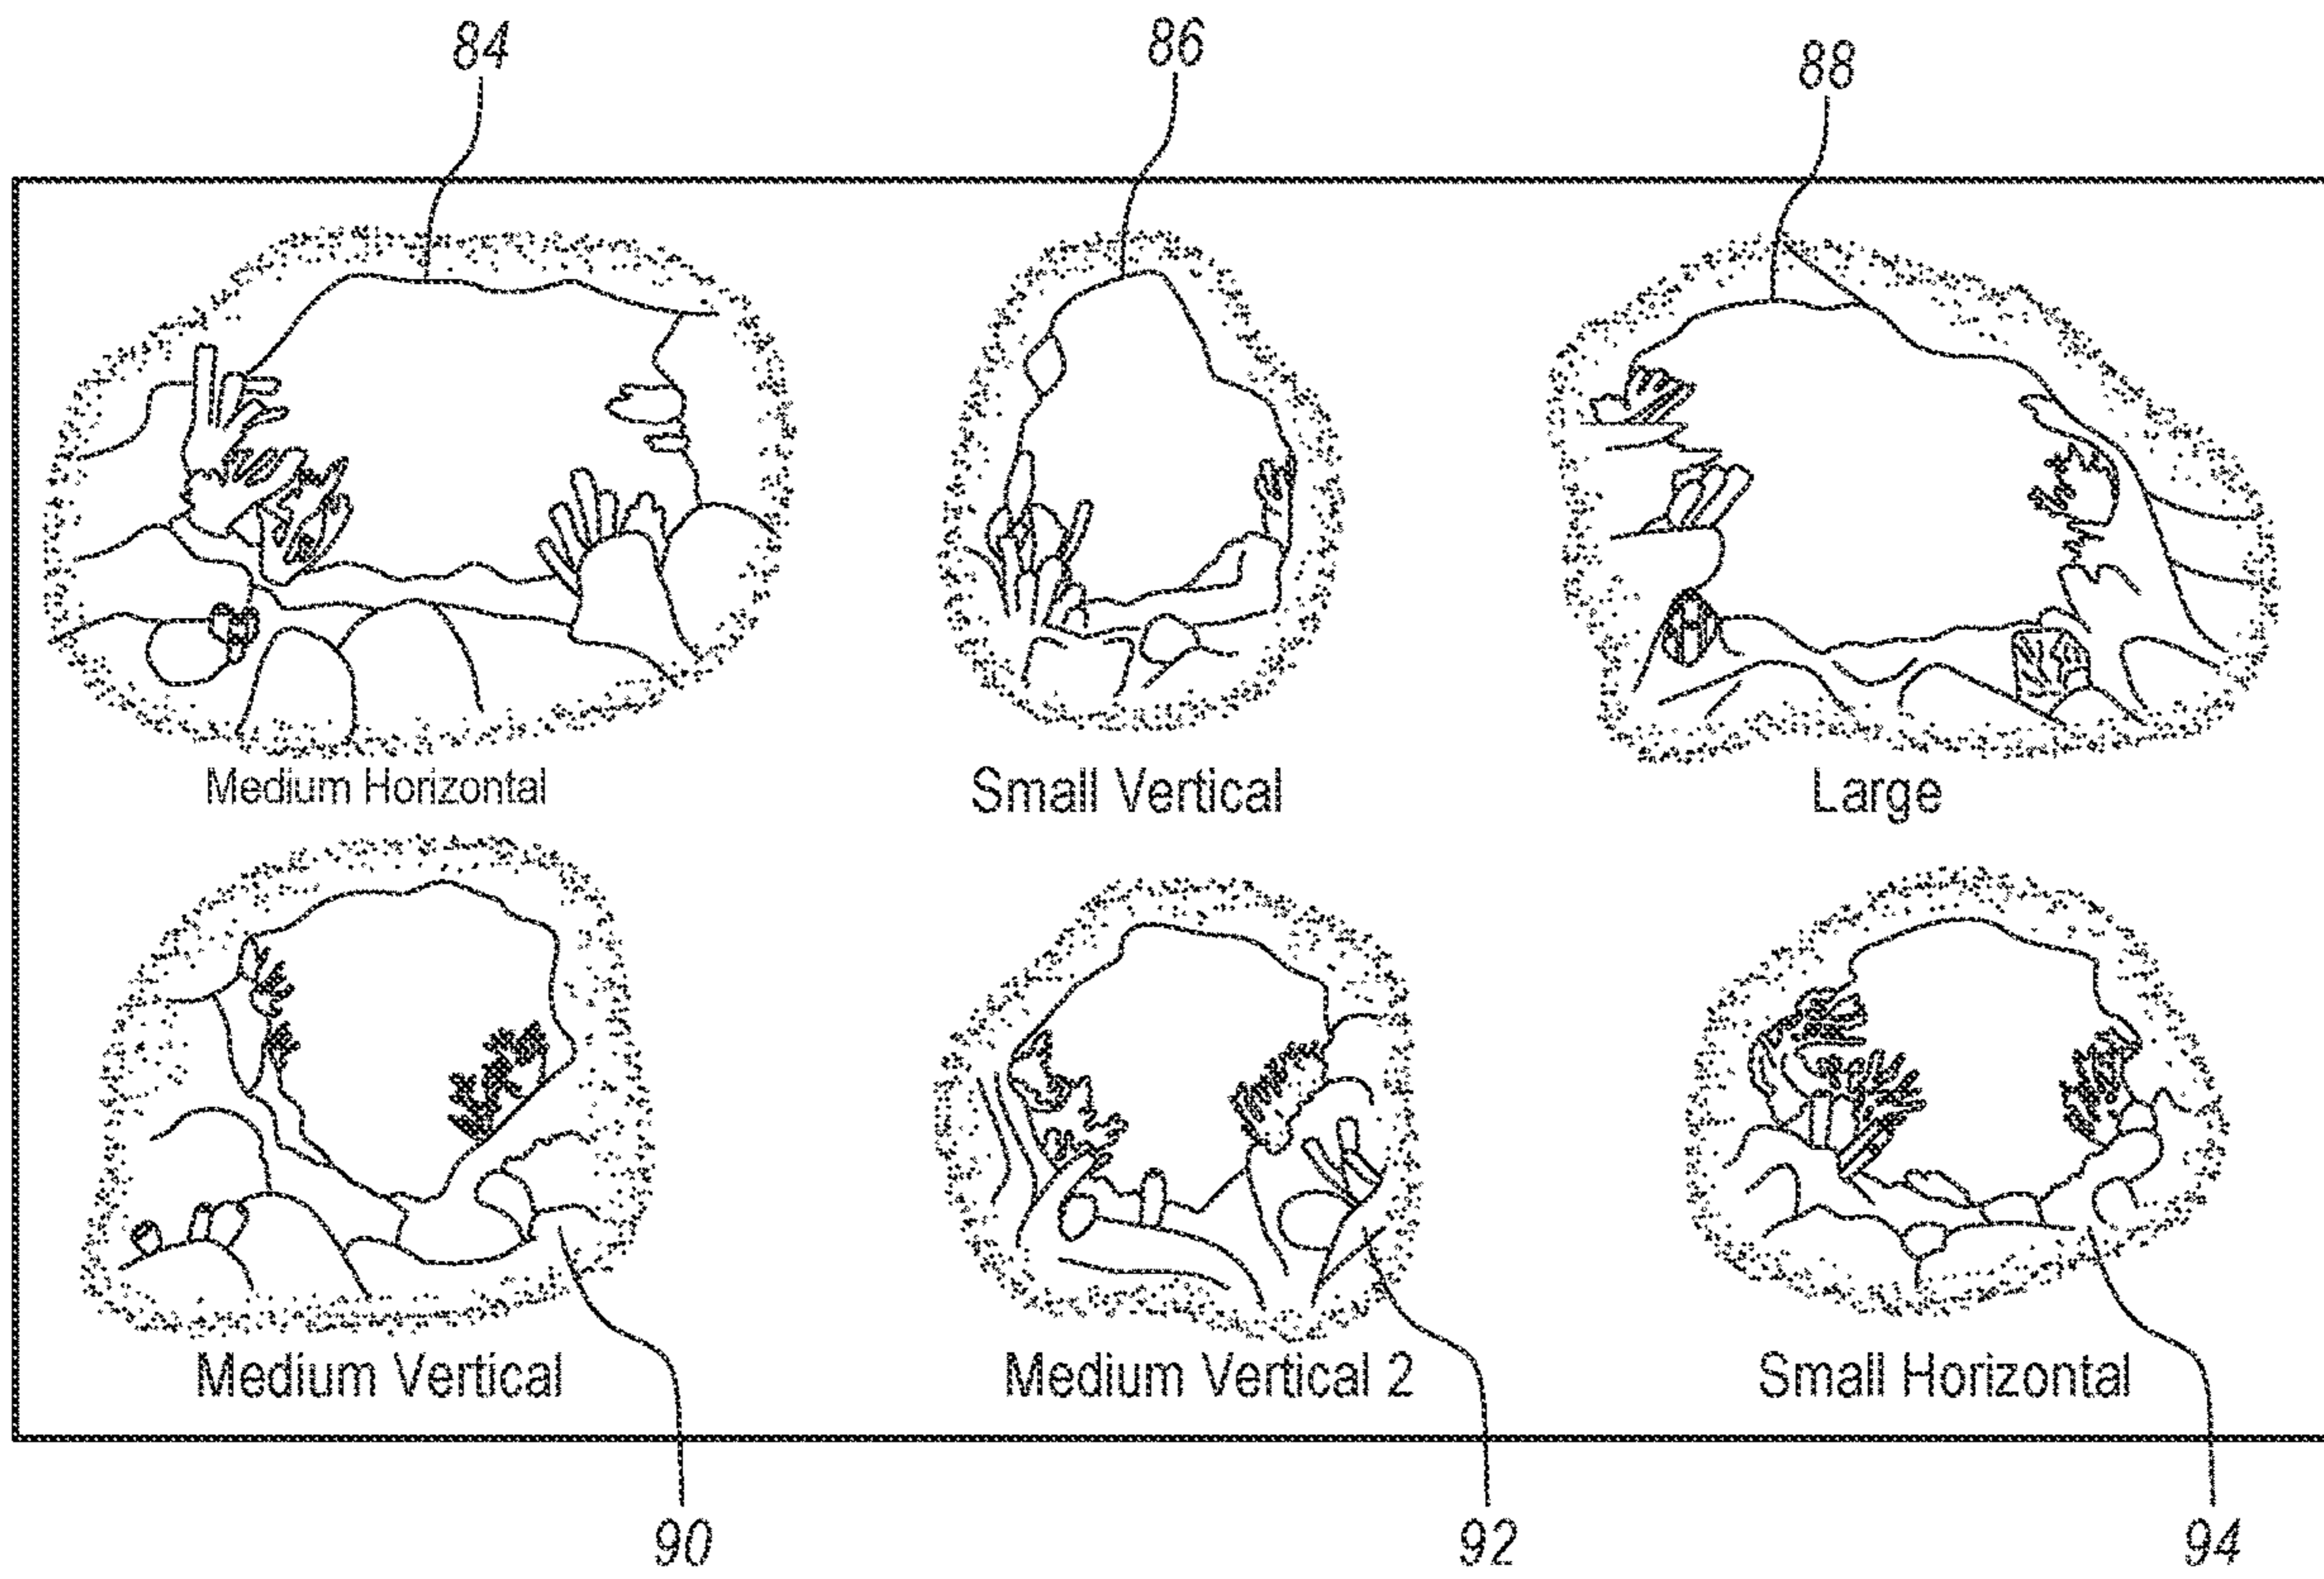 84 86 88
Medium Horizontal Small Vertical Large
Medium Vertical Medium Vertical 2 Small Horizontal
90 92 94